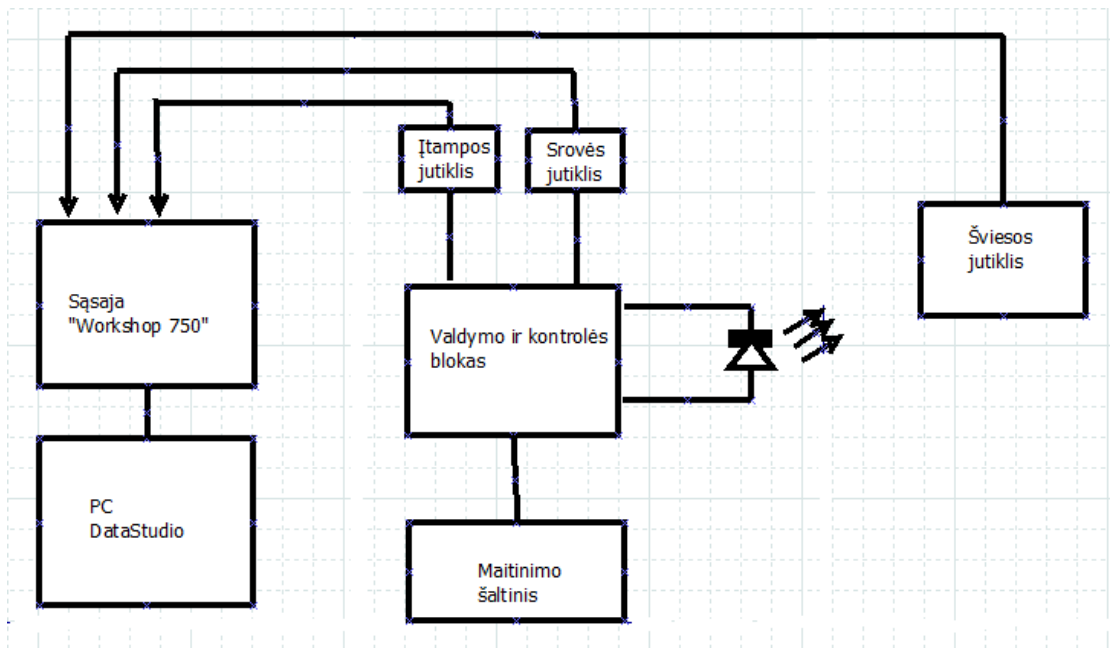 Įtampos
jutiklis
Srovės
jutiklis
Šviesos
jutiklis
Sąsaja
"Workshop 750"
Valdymo ir kontrolės
blokas
PC
DataStudio
Maitinimo
šaltinis